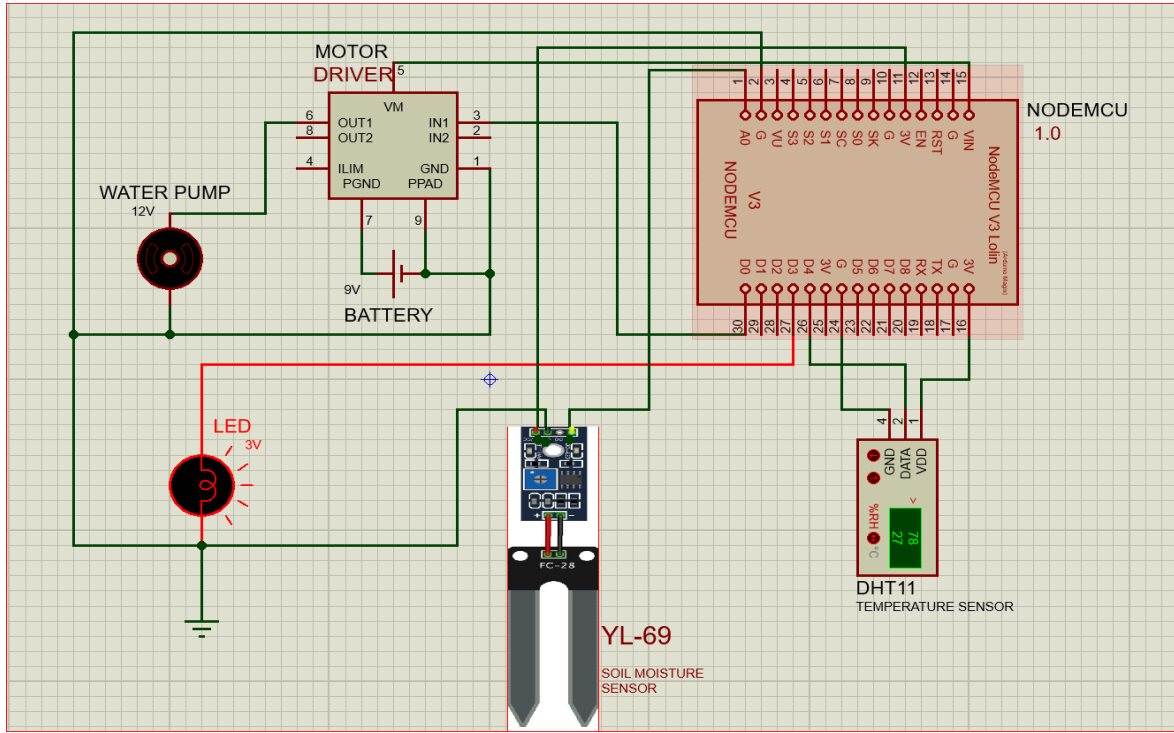 MOTOR
DRIVER
5
VM
6
OUT1
IN1
3
8
OUT2
IN2
2
4
ILIM
GND
1
PGND
PPAD
7
9
WATER PUMP
12V
9V
BATTERY
1
2
3
4
5
6
7
8
9
10
11
12
13
14
15
A0
G
VU
S3
S2
S1
SC
S0
SK
G
3V
EN
RST
G
VIN
NODEMCU
V3
NodeMCU V3 Lolin
NODEMCU
1.0
D0
D1
D2
D3
D4
3V
G
D5
D6
D7
D8
RX
TX
G
3V
30
29
28
27
26
25
24
23
22
21
20
19
18
17
16
LED
3V
+
-
FC-28
YL-69
SOIL MOISTURE
SENSOR
4
2
1
GND
DATA
VDD
>
%RH
°C
78
27
DHT11
TEMPERATURE SENSOR